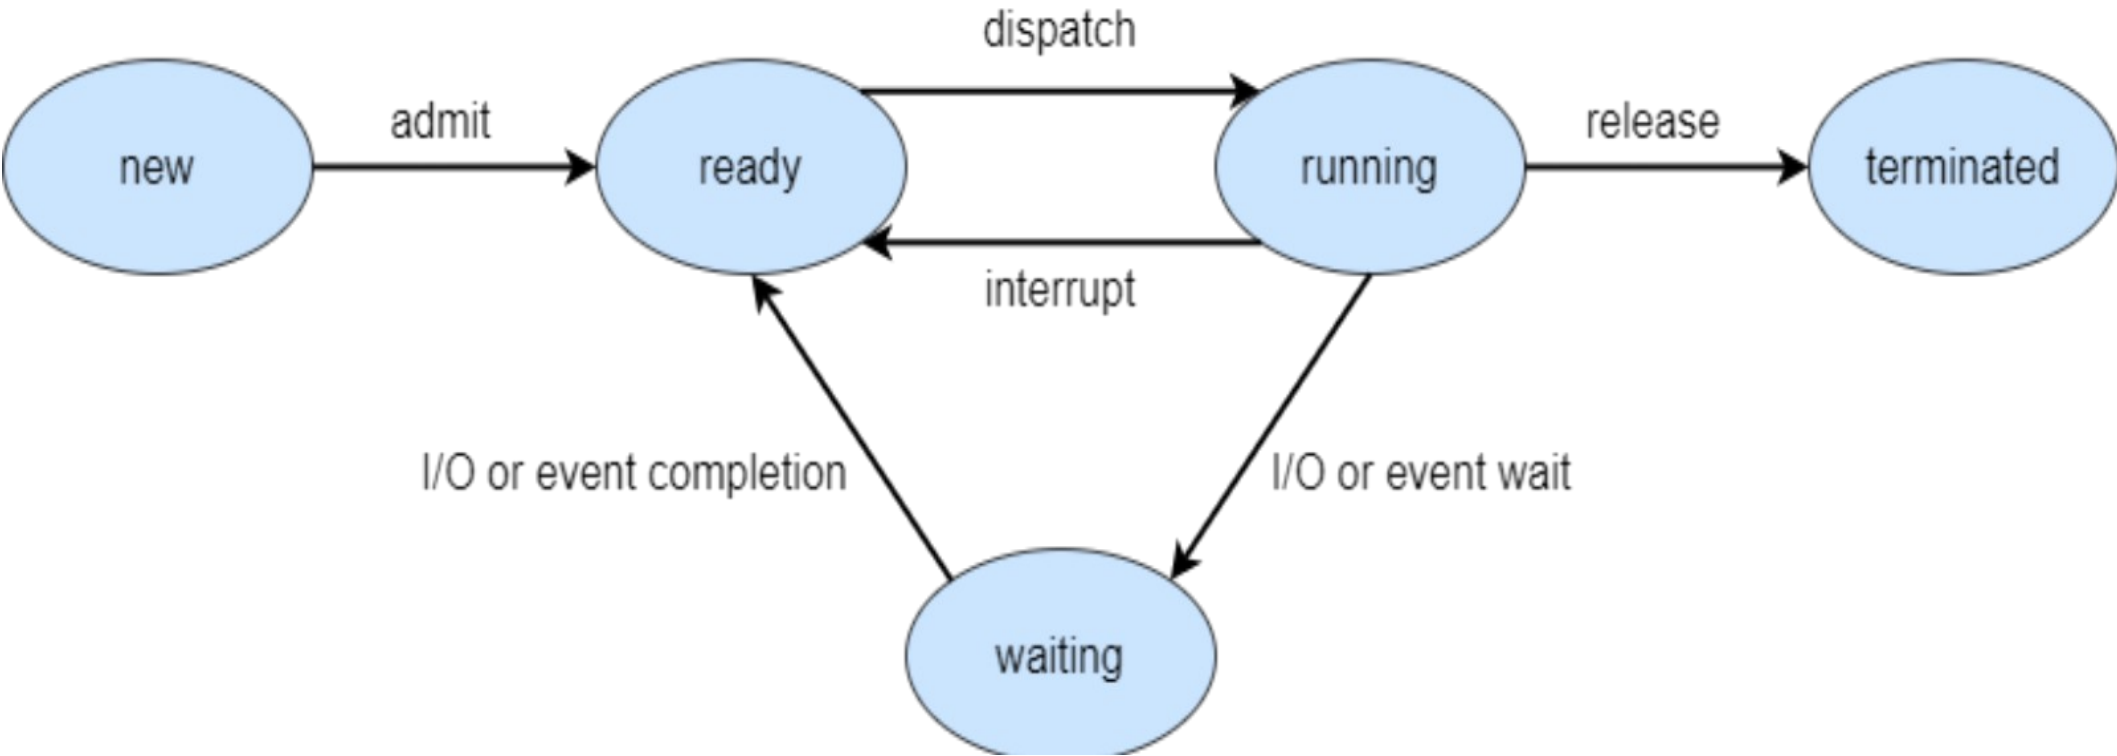 dispatch
admit
release
new
ready
running
terminated
interrupt
I/O or event completion
I/O or event wait
waiting